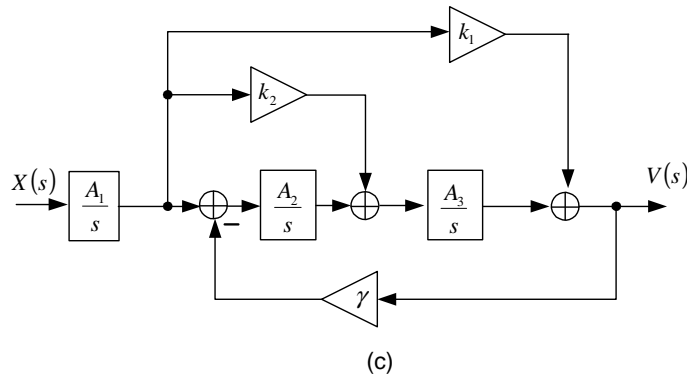 k₁
k₂
X(s)
A₁
s
A₂
s
A₃
s
V(s)
−
γ
(c)